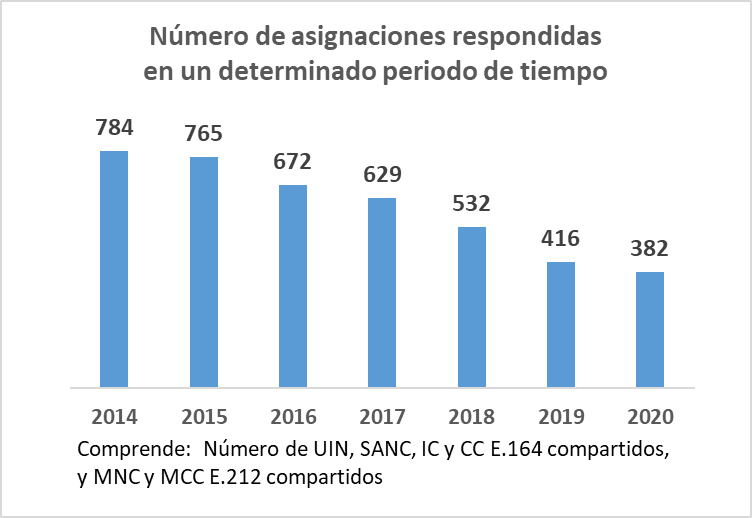 Número de asignaciones respondidas
en un determinado periodo de tiempo
784
765
672
629
532
416
382
2014 2015 2016 2017 2018 2019 2020
Comprende: Número de UIN, SANC, IC y CC E.164 compartidos,
y MNC y MCC E.212 compartidos